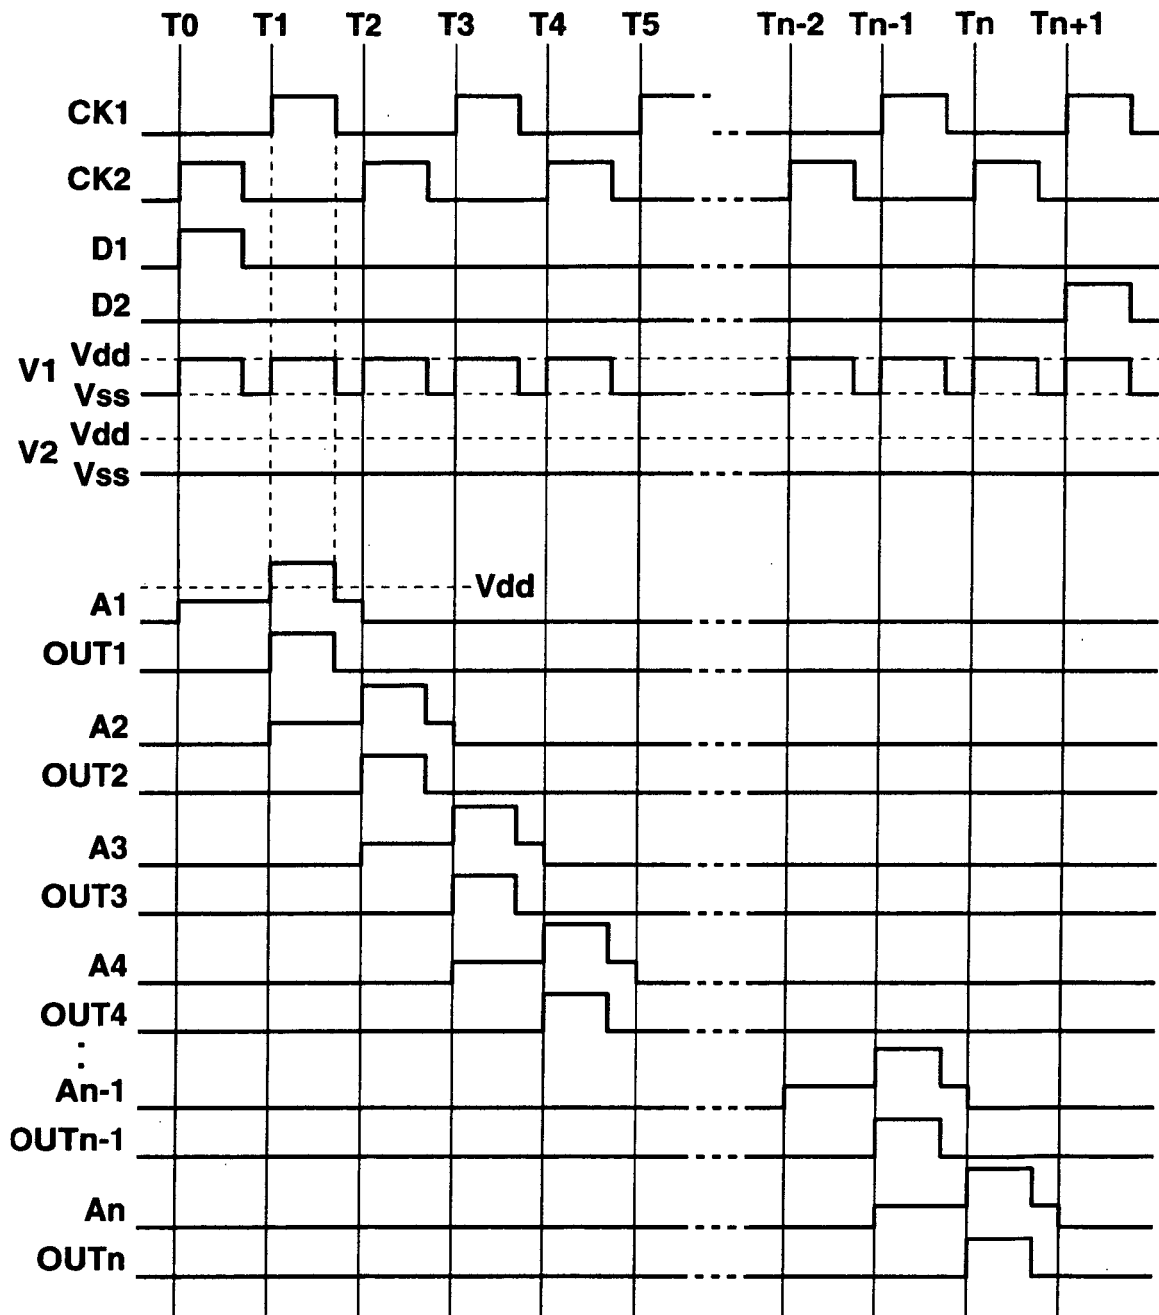 T0 T1 T2 T3 T4 T5 Tn-2 Tn-1 Tn Tn+1
CK1
CK2
D1
D2
V1 Vdd
Vss
V2 Vdd
Vss
Vdd
A1
OUT1
A2
OUT2
A3
OUT3
A4
OUT4
:
An-1
OUTn-1
An
OUTn